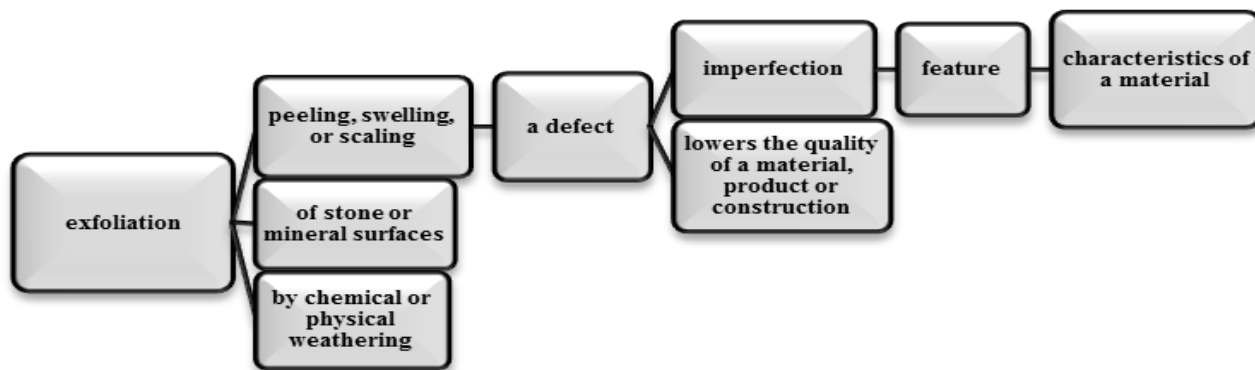 exfoliation
peeling, swelling,
or scaling
of stone or
mineral surfaces
by chemical or
physical
weathering
a defect
imperfection
lowers the quality
of a material,
product or
construction
feature
characteristics of
a material